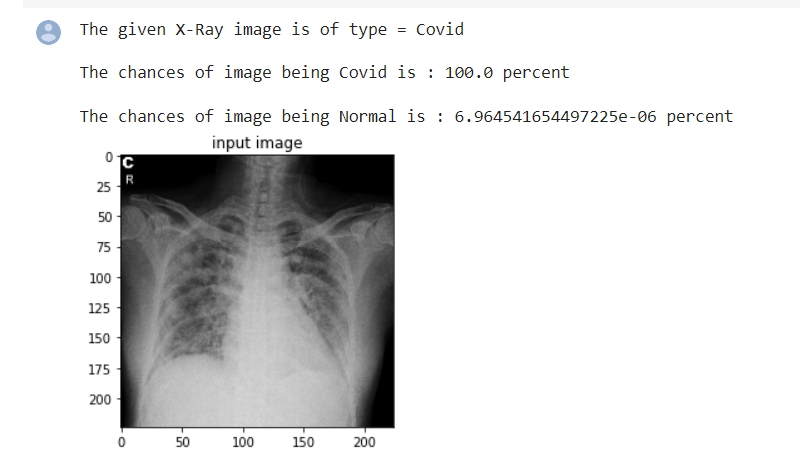 The given X-Ray image is of type = Covid
The chances of image being Covid is : 100.0 percent
The chances of image being Normal is : 6.964541654497225e-06 percent
input image
0
C
R
25
50
75
100
125
150
175
200
0 50 100 150 200